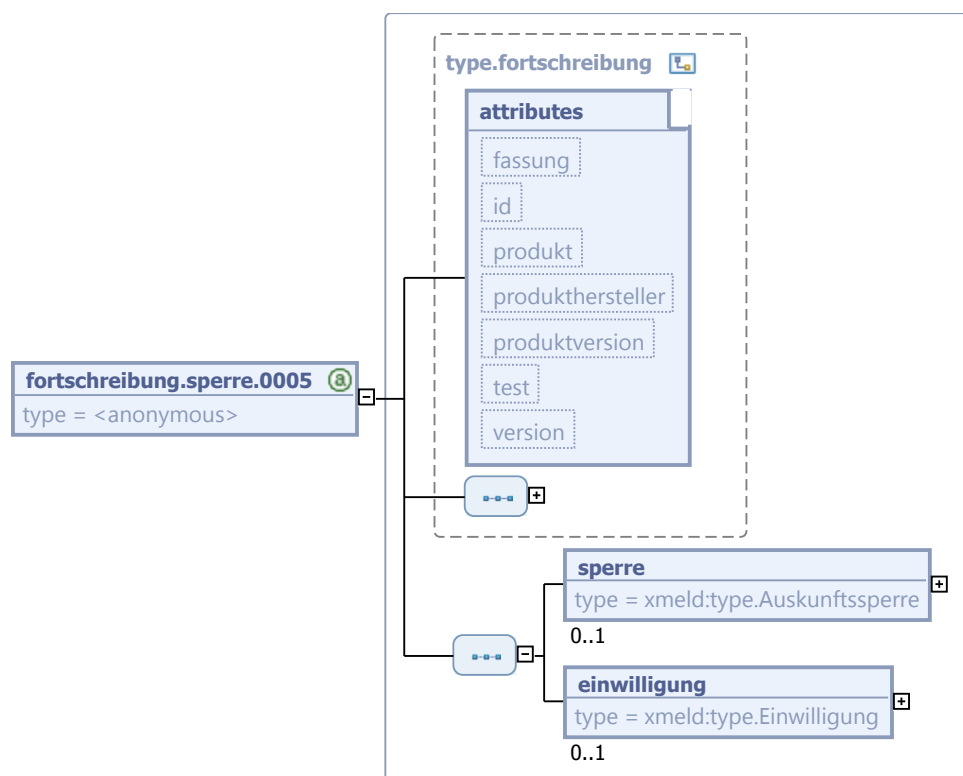 type.fortschreibung
attributes
fassung
id
produkt
produkthersteller
produktversion
test
version
fortschreibung.sperre.0005 a
type = <anonymous>
sperre
type = xmeld:type.Auskunftssperre
0..1
einwilligung
type = xmeld:type.Einwilligung
0..1